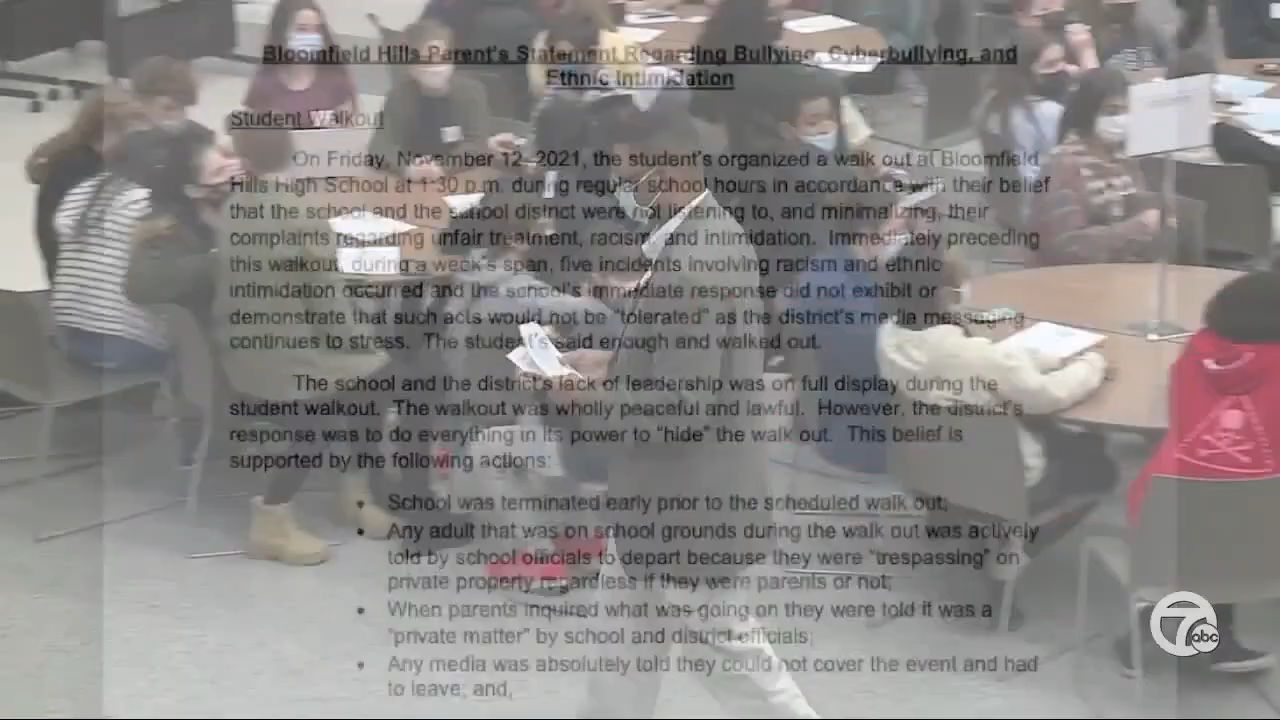 Bloomfield Hills Parent's Statement Regarding Bullying, Cyberbullying, and
Ethnic Intimidation
Student Walkout
On Friday, November 12, 2021, the student's organized a walk out at Bloomfield
Hills High School at 1:30 p.m. during regular school hours in accordance with their belief
that the school and the school district were not listening to, and minimalizing, their
complaints regarding unfair treatment, racism and intimidation. Immediately preceding
this walkout, during a week's span, five incidents involving racism and ethnic
intimidation occurred and the school's immediate response did not exhibit or
demonstrate that such acts would not be "tolerated" as the district's media messaging
continues to stress. The student's said enough and walked out.
The school and the district's lack of leadership was on full display during the
student walkout. The walkout was wholly peaceful and lawful. However, the district's
response was to do everything in its power to "hide" the walk out. This belief is
supported by the following actions:
• School was terminated early prior to the scheduled walk out;
• Any adult that was on school grounds during the walk out was actively
told by school officials to depart because they were "trespassing" on
private property regardless if they were parents or not;
• When parents inquired what was going on they were told it was a
"private matter" by school and district officials;
• Any media was absolutely told they could not cover the event and had
to leave; and,
7 abc